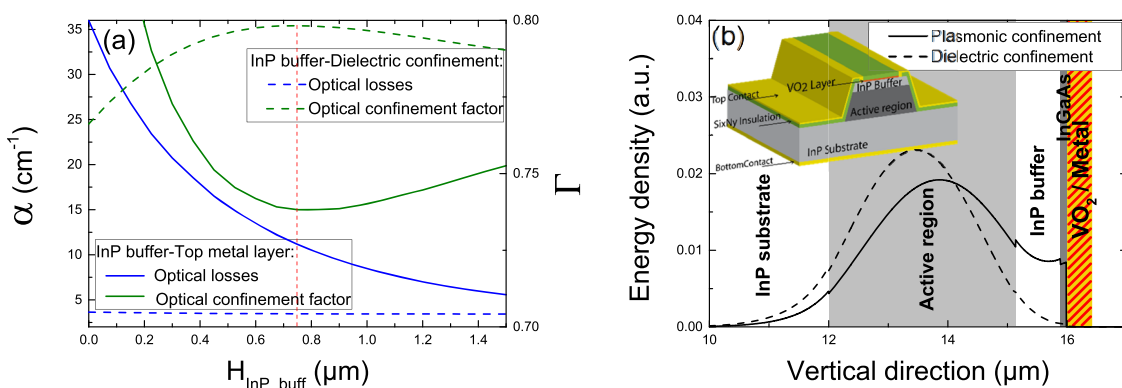 (a)
InP buffer-Dielectric confinement:
Optical losses
Optical confinement factor
InP buffer-Top metal layer:
Optical losses
Optical confinement factor
35
30
25
20
15
10
5
α (cm⁻¹)
0.80
0.75
0.70
Γ
0.0 0.2 0.4 0.6 0.8 1.0 1.2 1.4
H_InP_buff (μm)
(b)
Plasmonic confinement
Dielectric confinement
VO2 Layer
InP Buffer
Top Contact
Active region
SixNy Insulation
InP Substrate
BottomContact
InP substrate
Active region
InP buffer
InGaAs
VO₂ / Metal
0.04
0.03
0.02
0.01
0.00
Energy density (a.u.)
10 12 14 16
Vertical direction (μm)